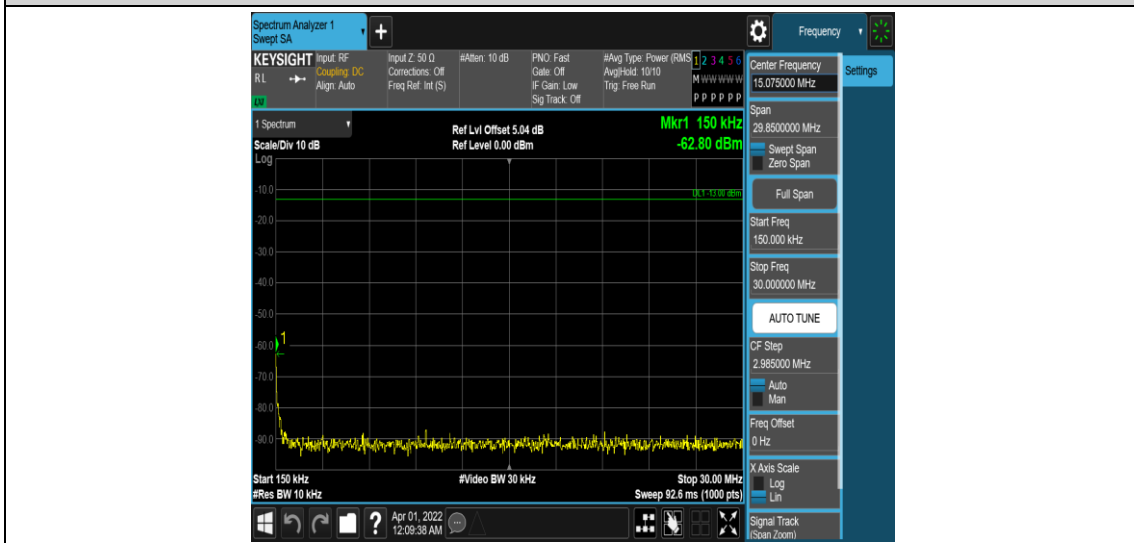 Spectrum Analyzer 1
Swept SA
+
Frequency
KEYSIGHT
RL
LXI
Input: RF
Coupling: DC
Align: Auto
Input Z: 50 Ω
Corrections: Off
Freq Ref: Int (S)
#Atten: 10 dB
PNO: Fast
Gate: Off
IF Gain: Low
Sig Track: Off
#Avg Type: Power (RMS
Avg|Hold: 10/10
Trig: Free Run
1 2 3 4 5 6
M W W W W W
P P P P P P
1 Spectrum
Scale/Div 10 dB
Log
Ref Lvl Offset 5.04 dB
Ref Level 0.00 dBm
Mkr1 150 kHz
-62.80 dBm
DL1 -13.00 dBm
-10.0
-20.0
-30.0
-40.0
-50.0
-60.0
-70.0
-80.0
-90.0
1
Start 150 kHz
#Res BW 10 kHz
#Video BW 30 kHz
Stop 30.00 MHz
Sweep 92.6 ms (1000 pts)
Center Frequency
15.075000 MHz
Settings
Span
29.8500000 MHz
Swept Span
Zero Span
Full Span
Start Freq
150.000 kHz
Stop Freq
30.000000 MHz
AUTO TUNE
CF Step
2.985000 MHz
Auto
Man
Freq Offset
0 Hz
X Axis Scale
Log
Lin
Signal Track
(Span Zoom)
?
Apr 01, 2022
12:09:38 AM